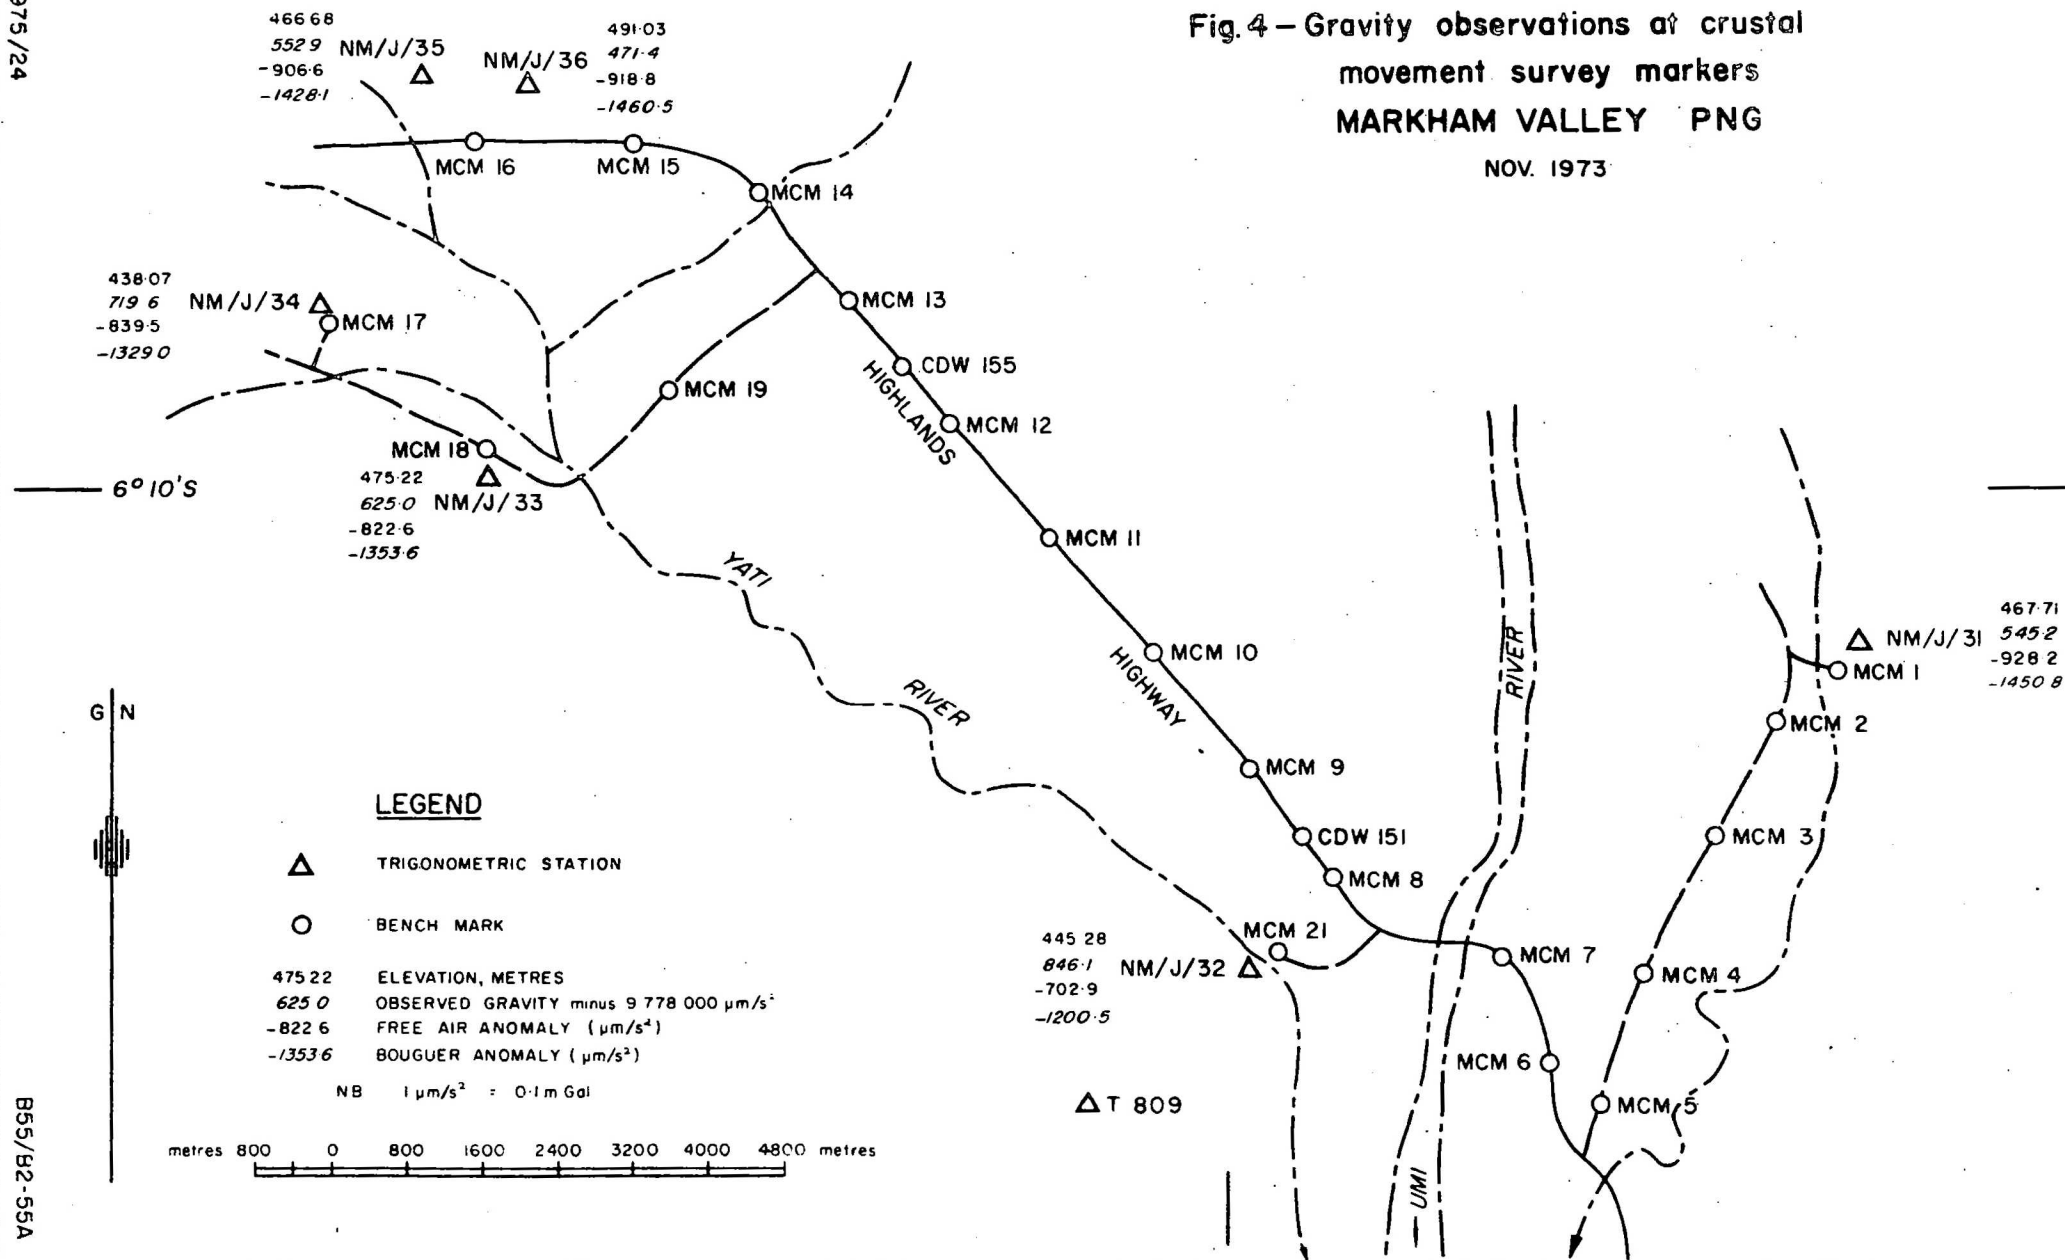 975/24
Fig. 4 – Gravity observations at crustal
movement survey markers
MARKHAM VALLEY PNG
NOV. 1973
466 68
552 9
-906·6
-1428·1
NM/J/35
NM/J/36
491·03
471·4
-918·8
-1460·5
MCM 16
MCM 15
MCM 14
438·07
719 6
-839·5
-1329 0
NM/J/34
MCM 17
MCM 13
CDW 155
MCM 19
HIGHLANDS
MCM 12
MCM 18
475·22
625·0
-822·6
-1353·6
NM/J/33
6° 10'S
MCM 11
YATI
RIVER
MCM 10
HIGHWAY
RIVER
467·71
545·2
-928 2
-1450 8
NM/J/31
MCM 1
MCM 2
G N
MCM 9
CDW 151
MCM 3
MCM 8
MCM 21
445 28
846·1
-702·9
-1200·5
NM/J/32
MCM 7
MCM 4
MCM 6
MCM 5
T 809
UMI
LEGEND
TRIGONOMETRIC STATION
BENCH MARK
475 22 ELEVATION, METRES
625 0 OBSERVED GRAVITY minus 9 778 000 µm/s²
-822 6 FREE AIR ANOMALY (µm/s²)
-1353·6 BOUGUER ANOMALY (µm/s²)
NB 1 µm/s² = 0·1 m Gal
metres 800 0 800 1600 2400 3200 4000 4800 metres
B55/B2-55A